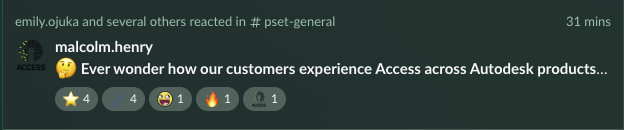 emily.ojuka and several others reacted in # pset-general 31 mins
malcolm.henry
ACCESS
🤔 Ever wonder how our customers experience Access across Autodesk products...
4 4 1 1 1